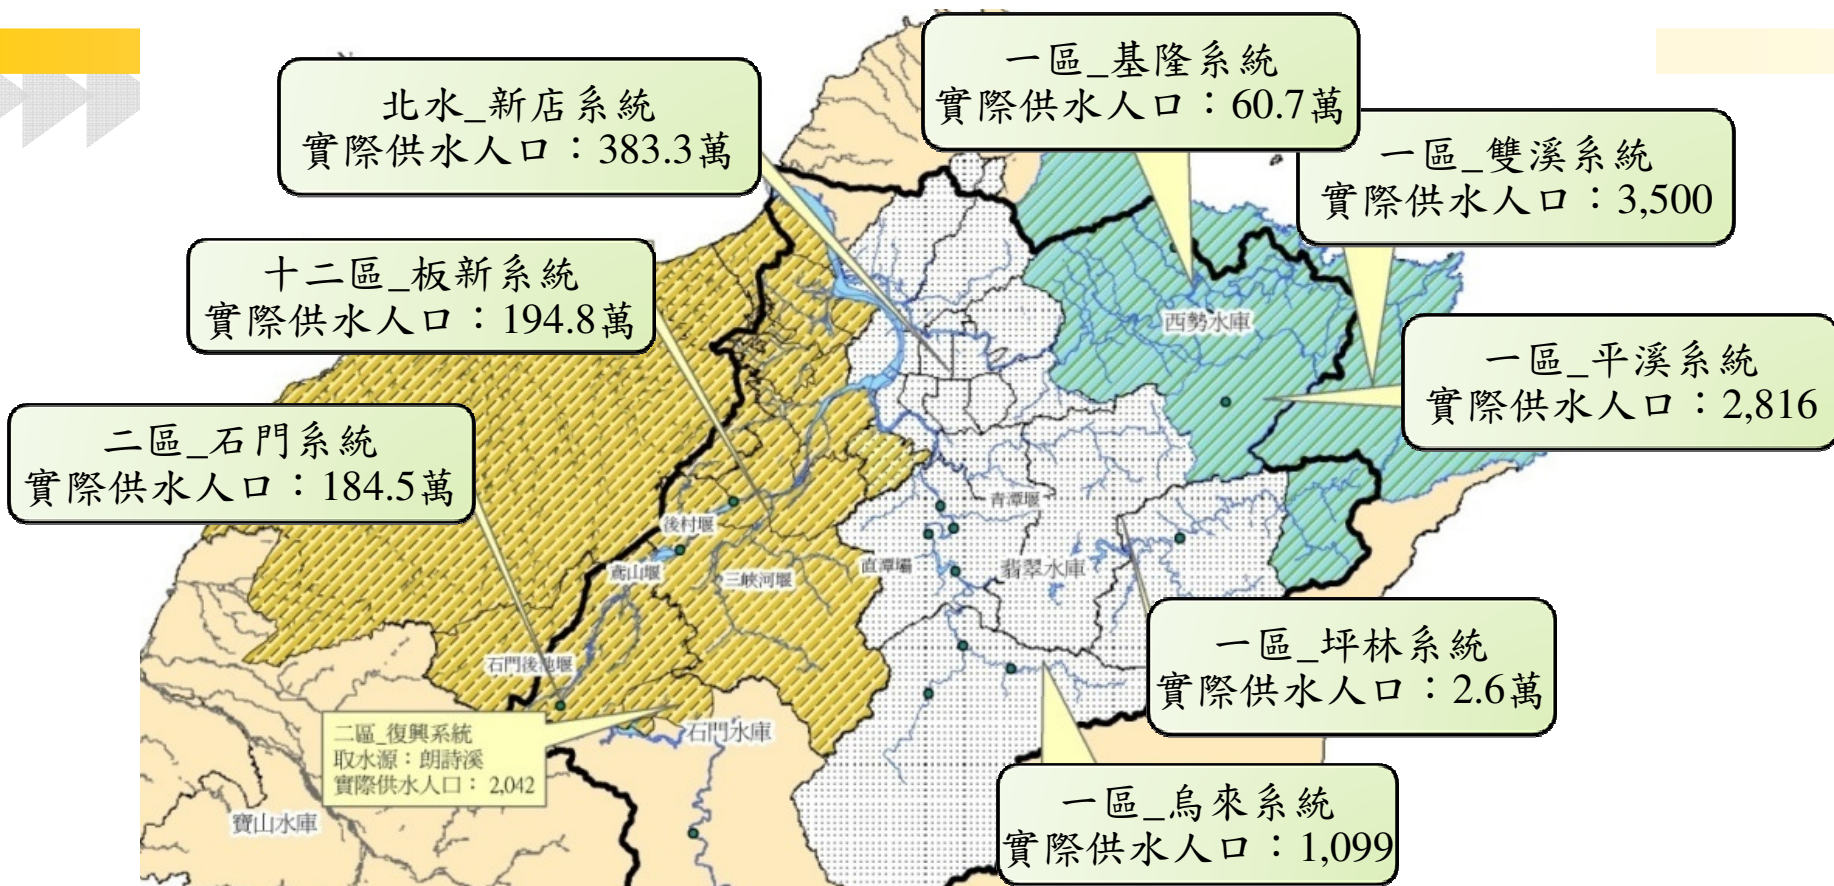 一區_基隆系統
實際供水人口：60.7萬
北水_新店系統
實際供水人口：383.3萬
一區_雙溪系統
實際供水人口：3,500
十二區_板新系統
實際供水人口：194.8萬
西勢水庫
一區_平溪系統
實際供水人口：2,816
二區_石門系統
實際供水人口：184.5萬
青潭堰
後村堰
直潭壩
翡翠水庫
鳶山堰
三峽河堰
石門後池堰
一區_坪林系統
實際供水人口：2.6萬
二區_復興系統
取水源：朗詩溪
實際供水人口：2,042
石門水庫
寶山水庫
一區_烏來系統
實際供水人口：1,099